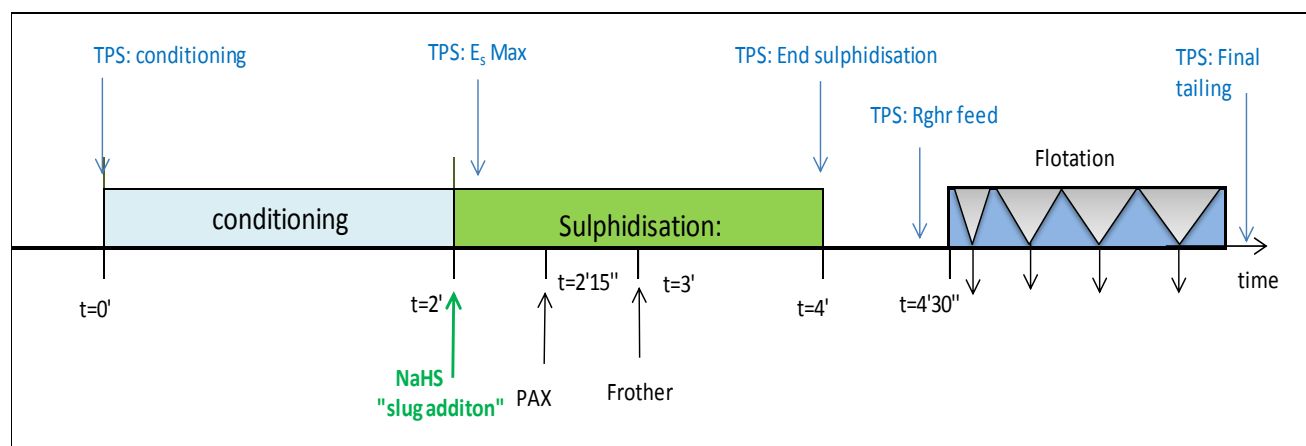 TPS: conditioning
TPS: Es Max
TPS: End sulphidisation
TPS: Final
tailing
TPS: Rghr feed
Flotation
conditioning
Sulphidisation:
t=0'
t=2'
t=2'15"
t=3'
t=4'
t=4'30"
time
NaHS
"slug additon"
PAX
Frother